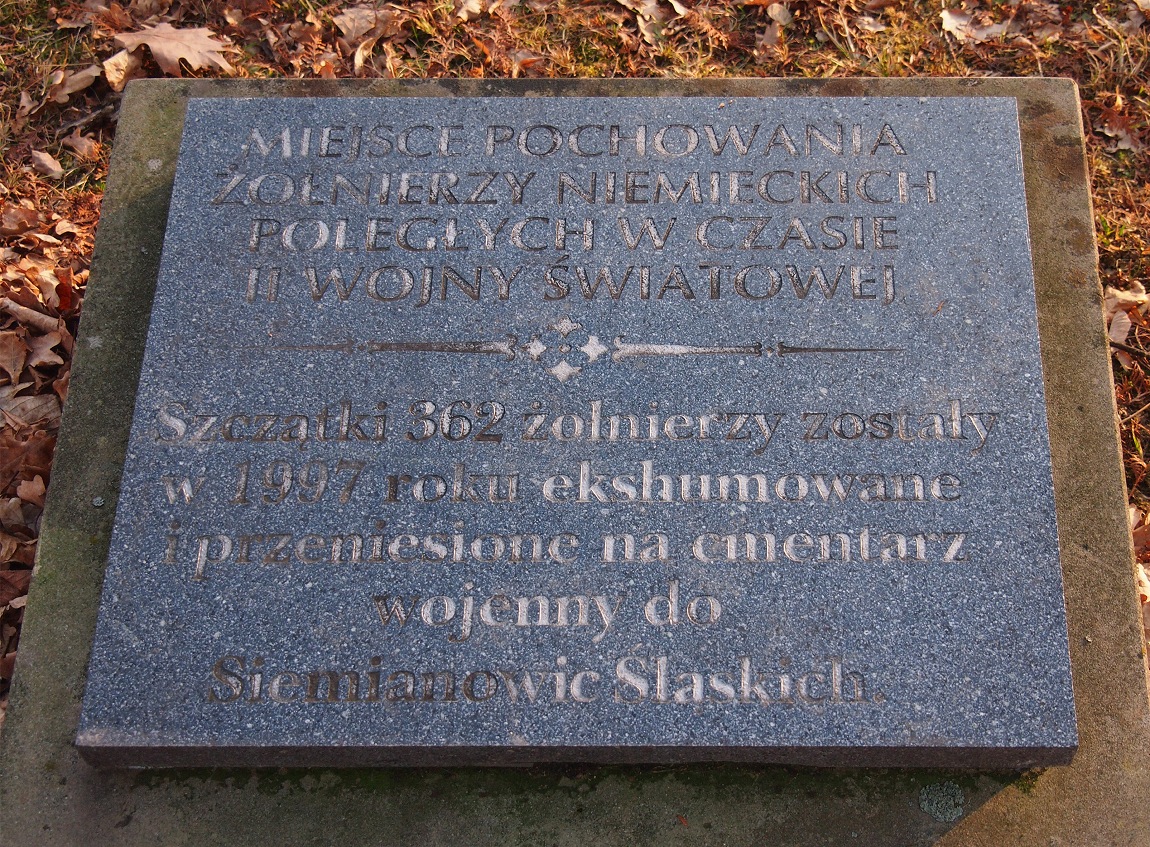 MIEJSCE POCHOWANIA
ŻOŁNIERZY NIEMIECKICH
POLEGŁYCH W CZASIE
II WOJNY ŚWIATOWEJ
Szczątki 362 żołnierzy zostały
w 1997 roku ekshumowane
i przeniesione na cmentarz
wojenny do
Siemianowic Śląskich.